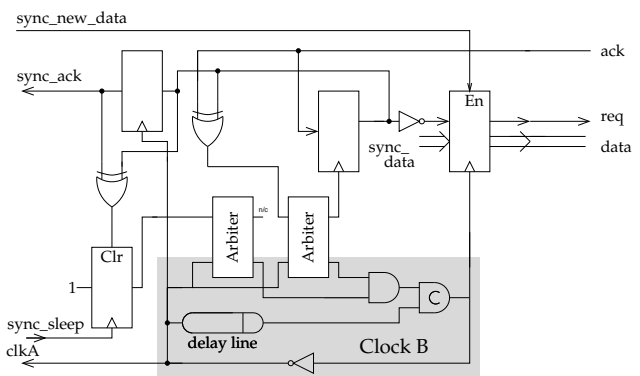 sync_new_data
sync_ack
ack
En
req
sync_
data
data
n/c
Arbiter
Arbiter
Clr
1
sync_sleep
clkA
C
delay line
Clock B